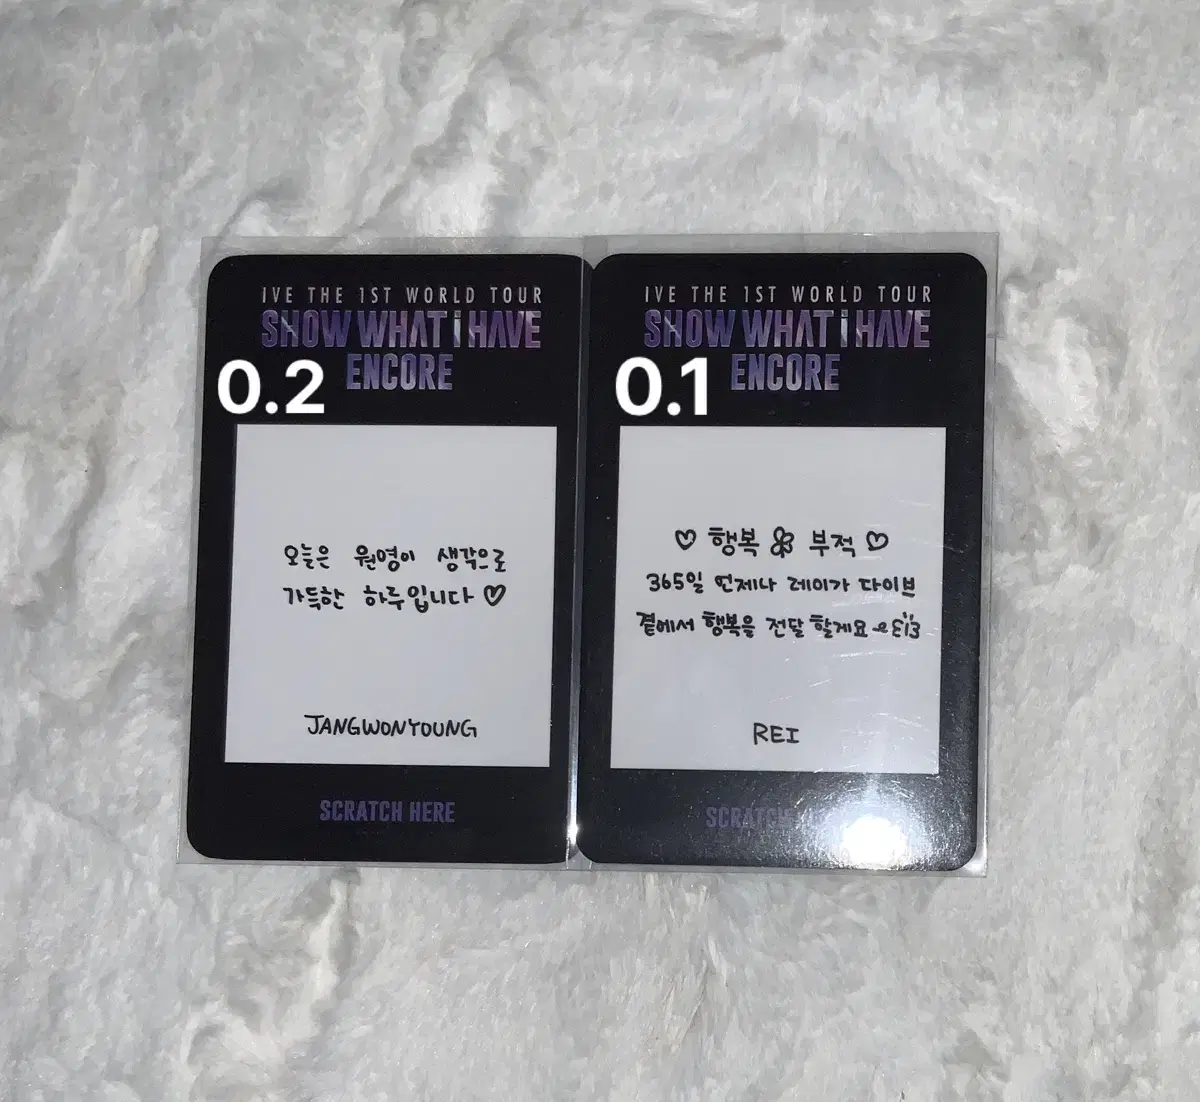 IVE THE 1ST WORLD TOUR
SHOW WHAT i HAVE
ENCORE
0.2
오늘은 원영이 생각으로
가득한 하루입니다 ♡
JANGWONYOUNG
SCRATCH HERE
IVE THE 1ST WORLD TOUR
SHOW WHAT i HAVE
ENCORE
0.1
♡ 행복 부적 ♡
365일 언제나 레이가 다이브
곁에서 행복을 전달 할게요
REI
SCRATCH